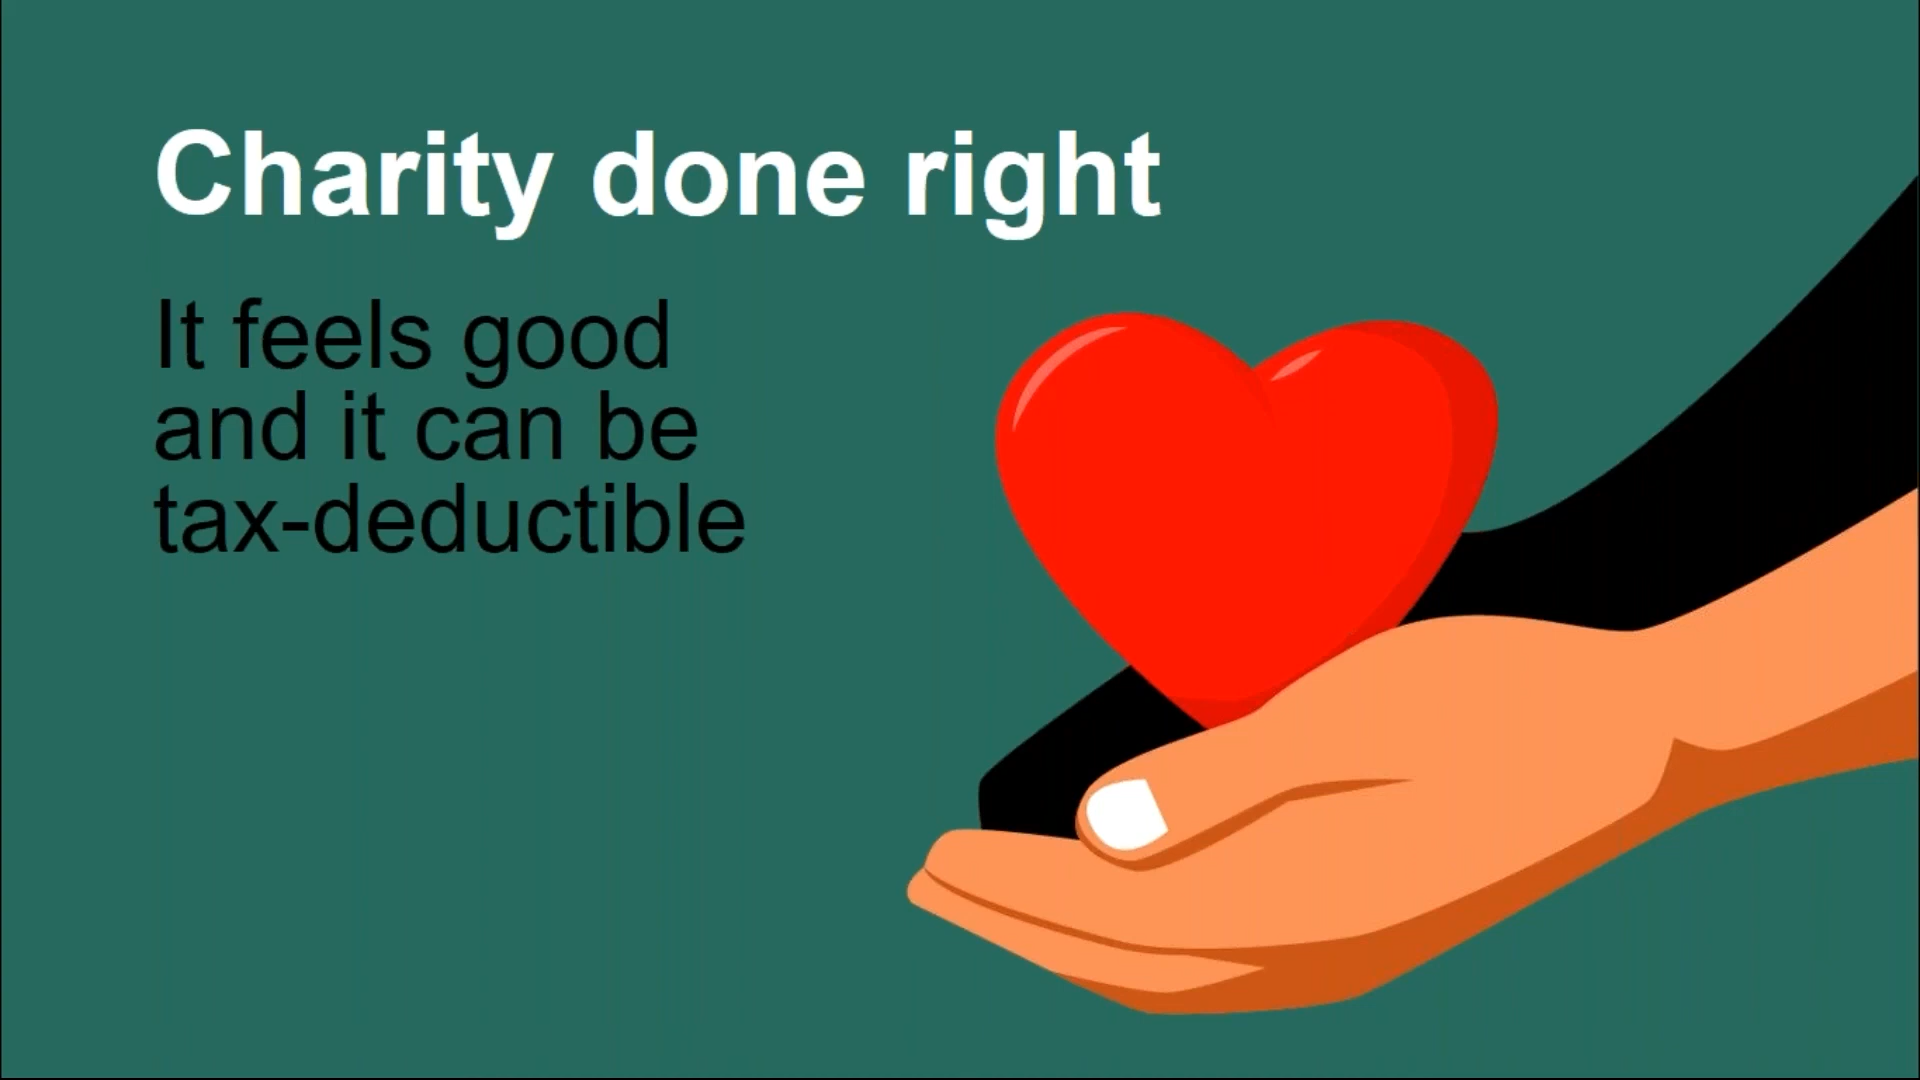 Charity done right
It feels good
and it can be
tax-deductible